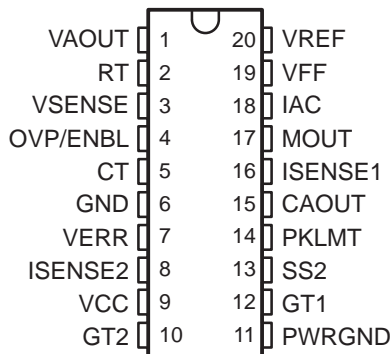 VAOUT 1 20 VREF
RT 2 19 VFF
VSENSE 3 18 IAC
OVP/ENBL 4 17 MOUT
CT 5 16 ISENSE1
GND 6 15 CAOUT
VERR 7 14 PKLMT
ISENSE2 8 13 SS2
VCC 9 12 GT1
GT2 10 11 PWRGND